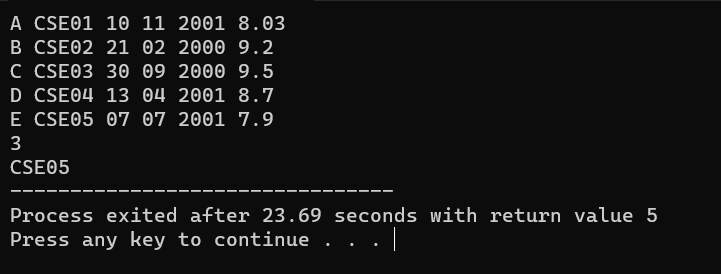 A CSE01 10 11 2001 8.03
B CSE02 21 02 2000 9.2
C CSE03 30 09 2000 9.5
D CSE04 13 04 2001 8.7
E CSE05 07 07 2001 7.9
3
CSE05
--------------------------------
Process exited after 23.69 seconds with return value 5
Press any key to continue . . .